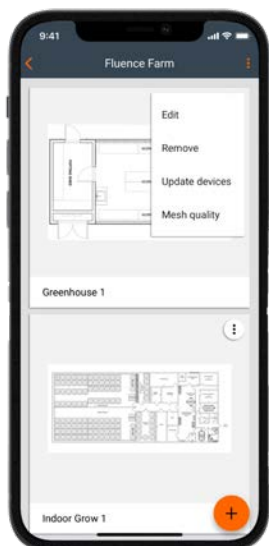 9:41
Fluence Farm
Edit
Remove
Update devices
Mesh quality
Greenhouse 1
Indoor Grow 1